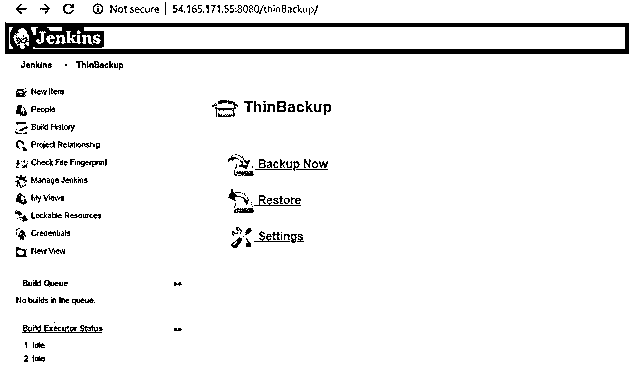 Not secure | 54.165.171.55:8080/thinBackup/
Jenkins
Jenkins ThinBackup
New Item
People
Build History
Project Relationship
Check File Fingerprint
Manage Jenkins
My Views
Lockable Resources
Credentials
New View
ThinBackup
Backup Now
Restore
Settings
Build Queue
No builds in the queue.
Build Executor Status
1 Idle
2 Idle